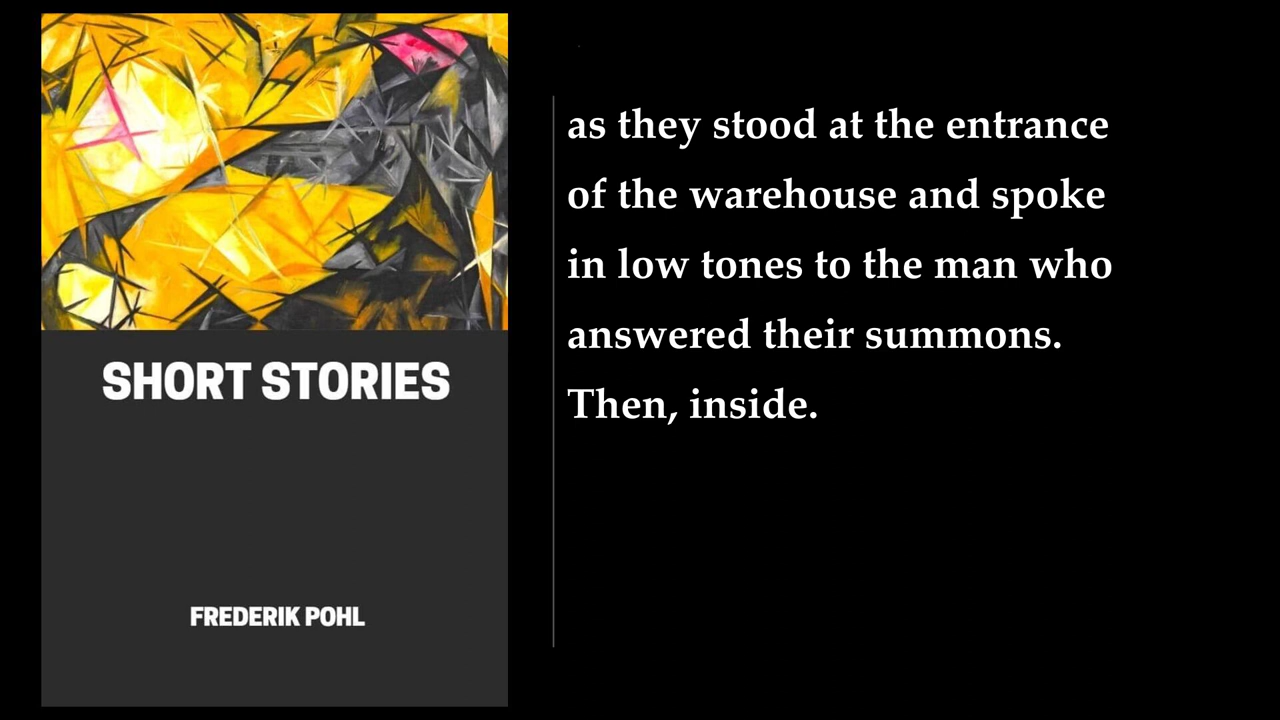 SHORT STORIES
FREDERIK POHL
as they stood at the entrance
of the warehouse and spoke
in low tones to the man who
answered their summons.
Then, inside.